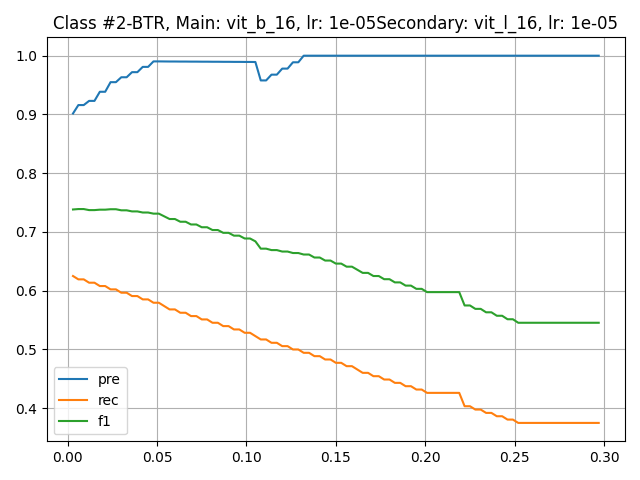 Class #2-BTR, Main: vit_b_16, lr: 1e-05Secondary: vit_l_16, lr: 1e-05
1.0
0.9
0.8
0.7
0.6
0.5
0.4
pre
rec
f1
0.00 0.05 0.10 0.15 0.20 0.25 0.30